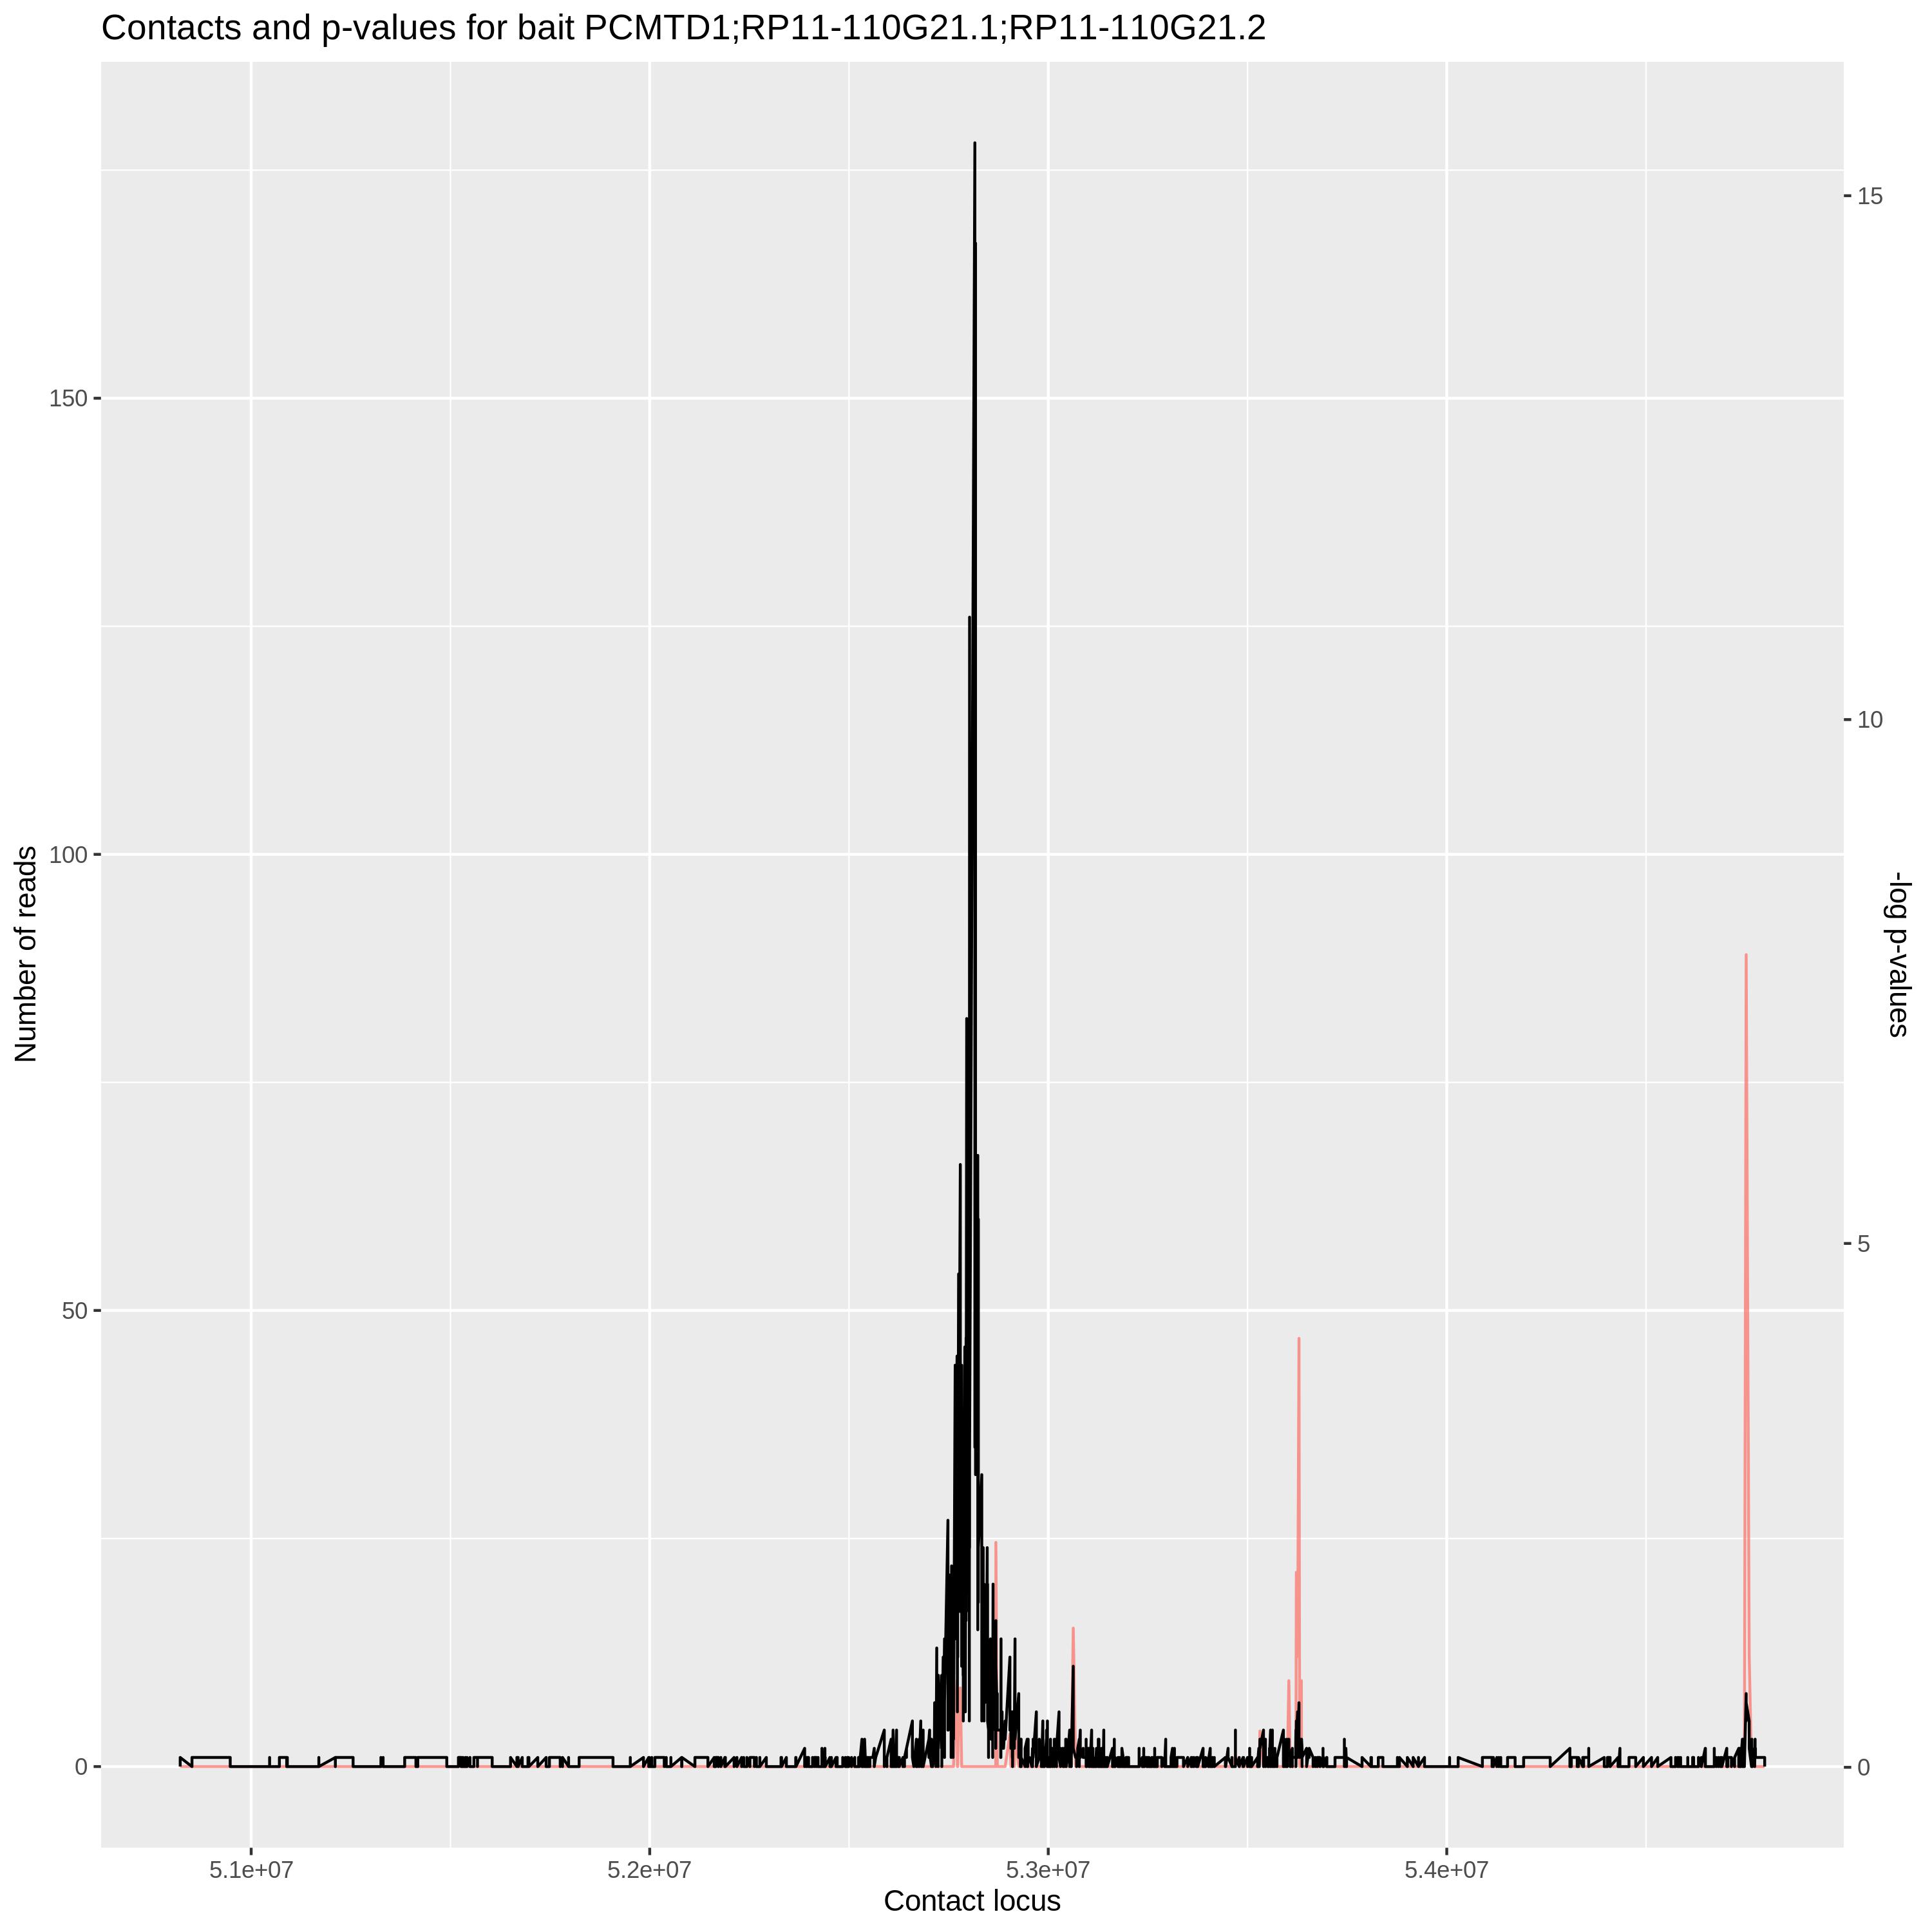 Contacts and p-values for bait PCMTD1;RP11-110G21.1;RP11-110G21.2
Number of reads
150
100
50
0
15
10
5
0
-log p-values
5.1e+07 5.2e+07 5.3e+07 5.4e+07
Contact locus